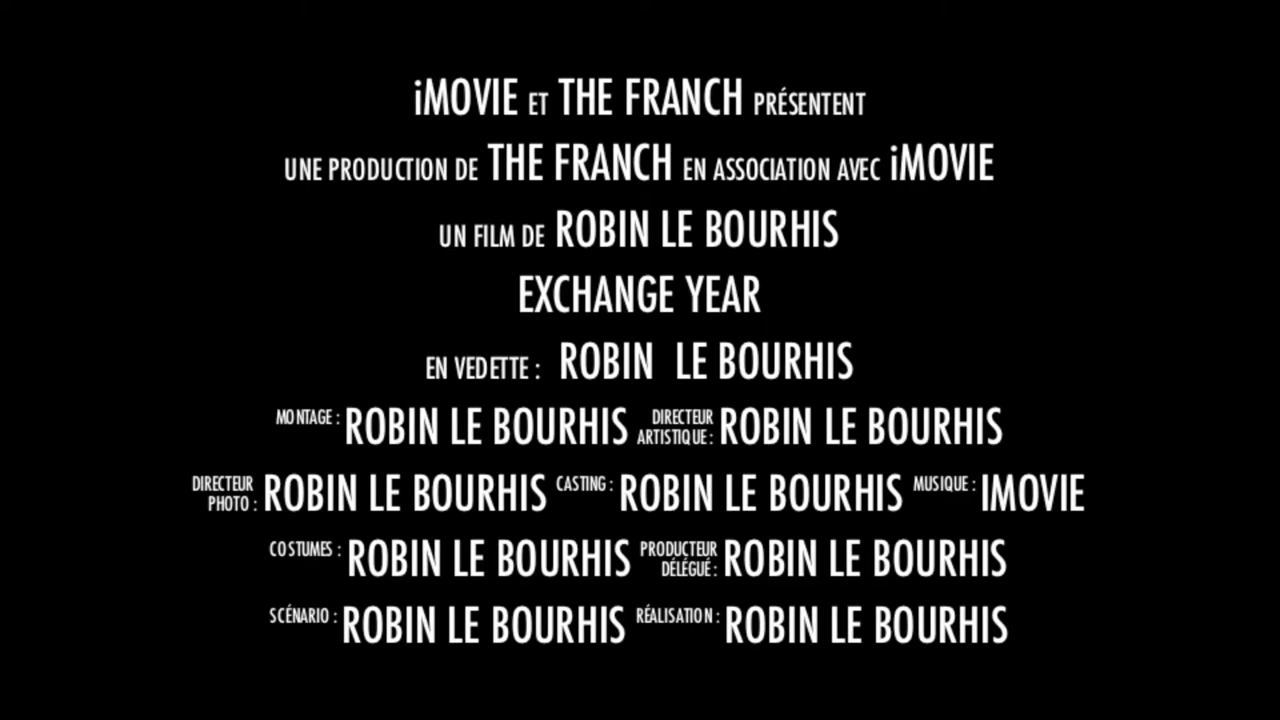 iMOVIE ET THE FRANCH PRÉSENTENT
UNE PRODUCTION DE THE FRANCH EN ASSOCIATION AVEC iMOVIE
UN FILM DE ROBIN LE BOURHIS
EXCHANGE YEAR
EN VEDETTE : ROBIN LE BOURHIS
MONTAGE : ROBIN LE BOURHIS DIRECTEUR ARTISTIQUE : ROBIN LE BOURHIS
DIRECTEUR PHOTO : ROBIN LE BOURHIS CASTING : ROBIN LE BOURHIS MUSIQUE : IMOVIE
COSTUMES : ROBIN LE BOURHIS PRODUCTEUR DÉLÉGUÉ : ROBIN LE BOURHIS
SCÉNARIO : ROBIN LE BOURHIS RÉALISATION : ROBIN LE BOURHIS